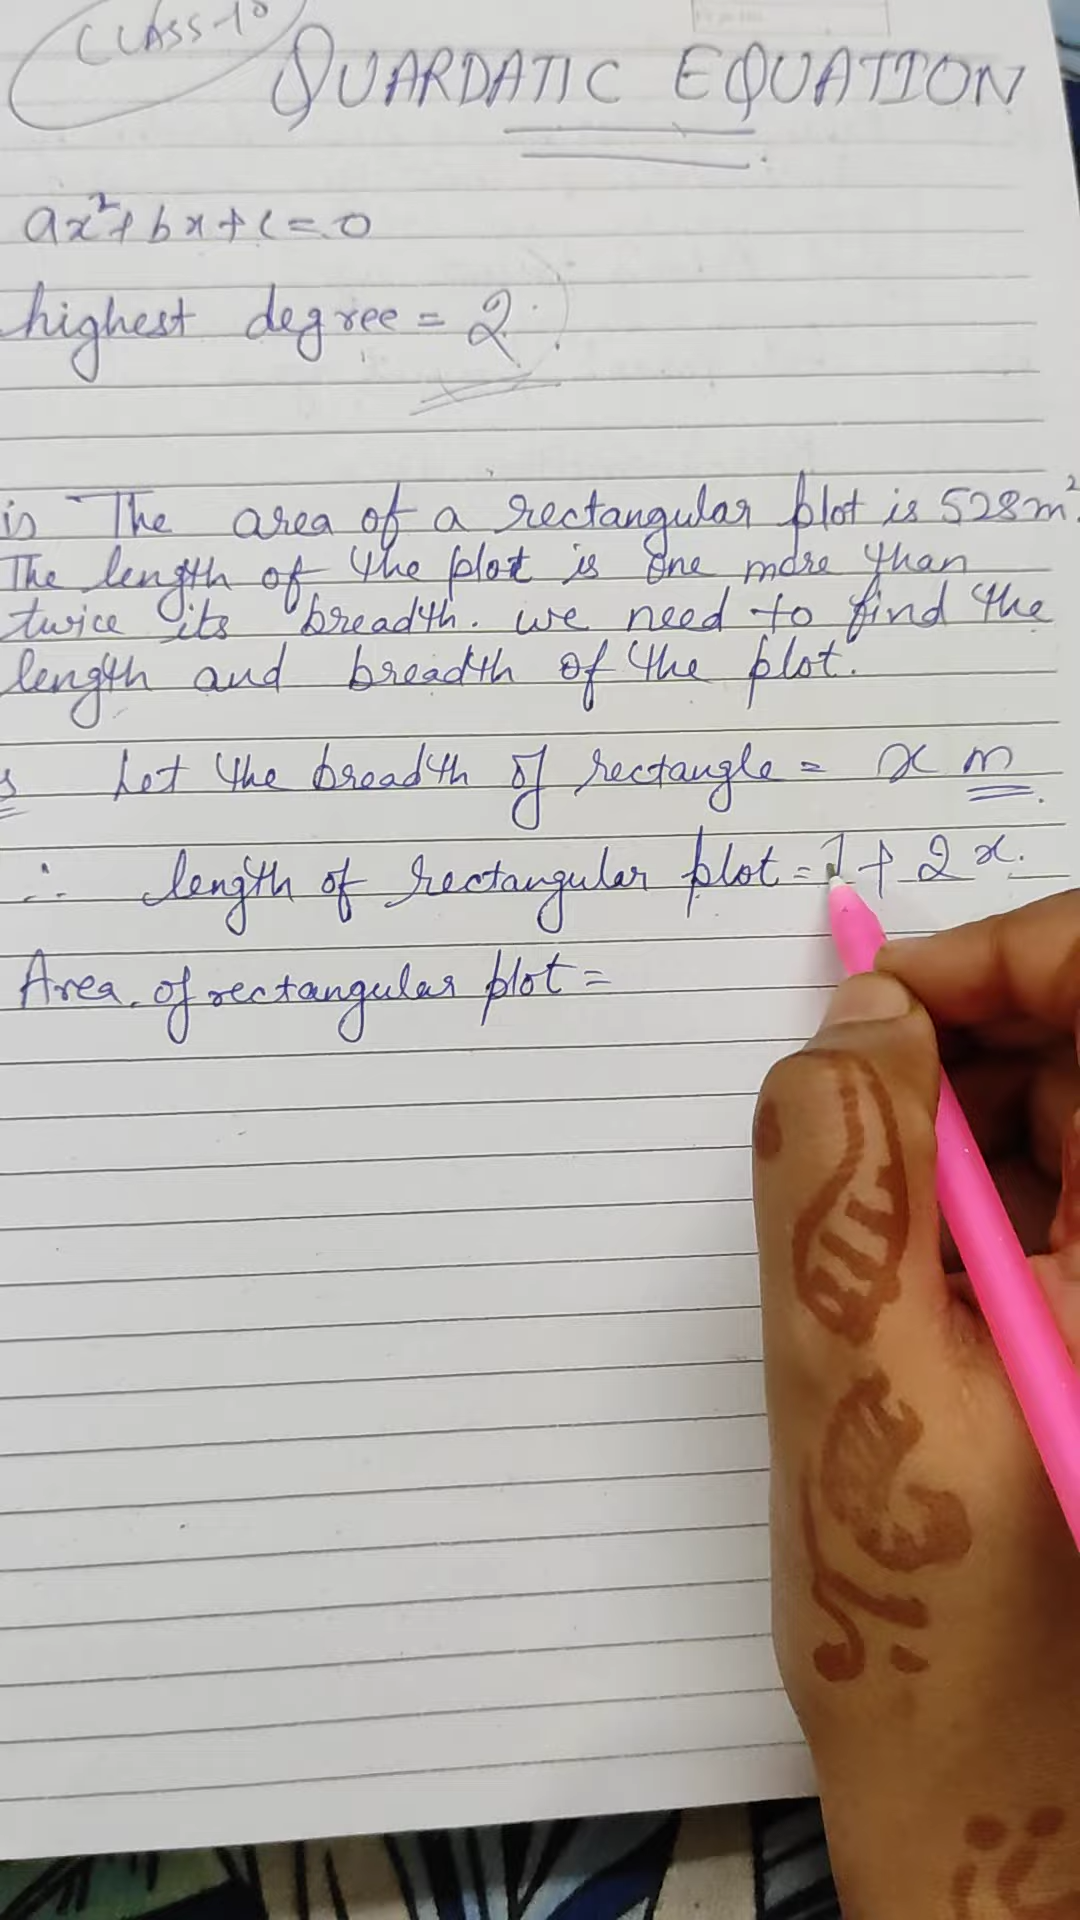 CLASS-10
QUARDATIC EQUATION
ax²+bx+c=0
highest degree = 2.
The area of a rectangular plot is 528m².
The length of the plot is one more than
twice its breadth. we need to find the
length and breadth of the plot.
Let the breadth of rectangle = x m
∴ length of rectangular plot = 1+2x.
Area of rectangular plot =